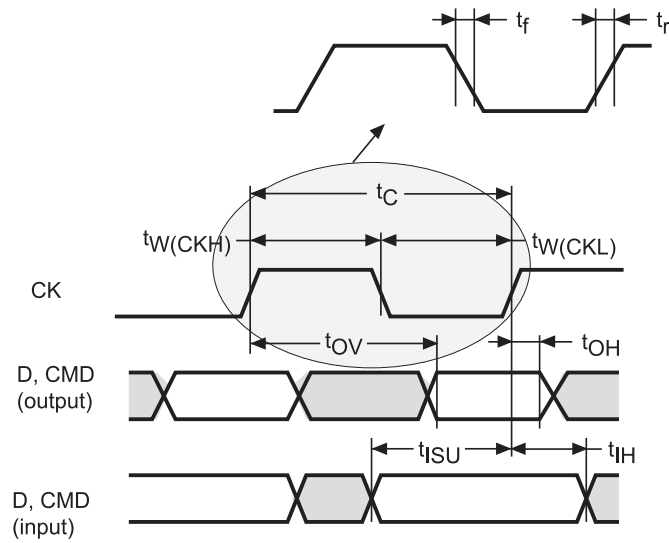 tf
tr
tC
tW(CKH)
tW(CKL)
CK
tOV
tOH
D, CMD
(output)
tISU
tIH
D, CMD
(input)